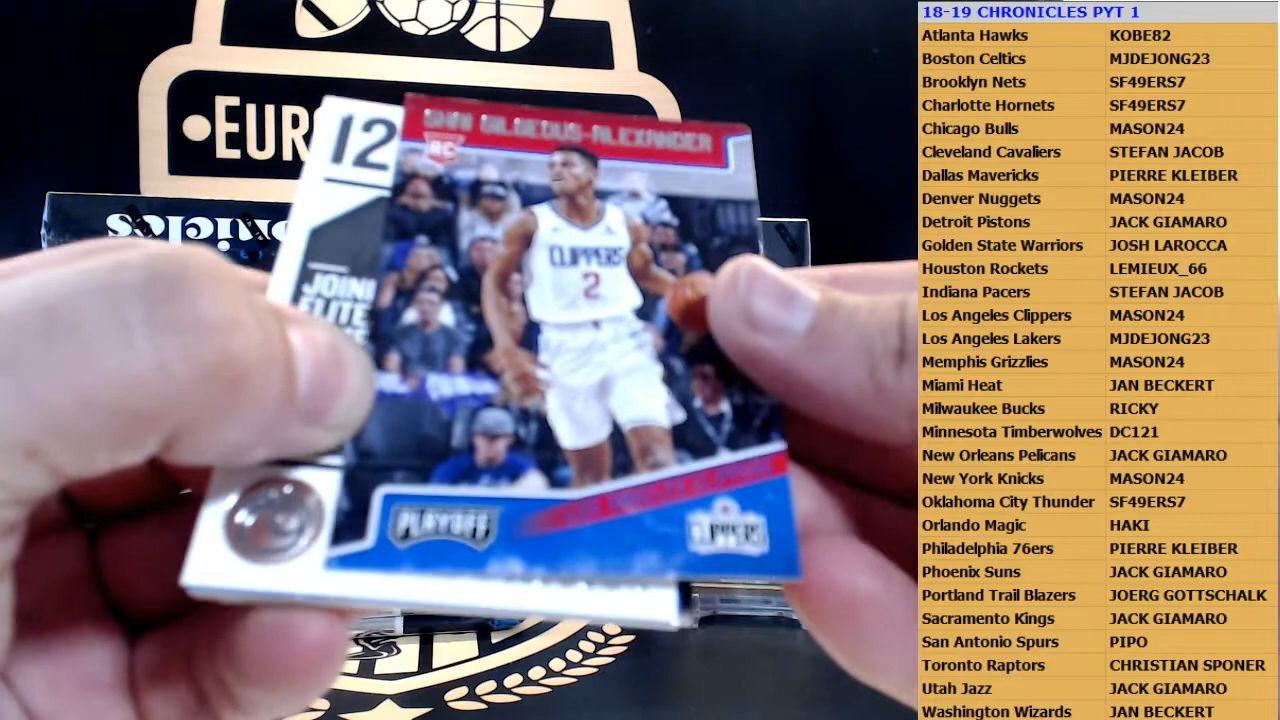 EUR
12
SHAI GILGEOUS-ALEXANDER
RC
CLIPPERS
2
PLAYOFF
CLIPPERS
18-19 CHRONICLES PYT 1
Atlanta Hawks KOBE82
Boston Celtics MJDEJONG23
Brooklyn Nets SF49ERS7
Charlotte Hornets SF49ERS7
Chicago Bulls MASON24
Cleveland Cavaliers STEFAN JACOB
Dallas Mavericks PIERRE KLEIBER
Denver Nuggets MASON24
Detroit Pistons JACK GIAMARO
Golden State Warriors JOSH LAROCCA
Houston Rockets LEMIEUX_66
Indiana Pacers STEFAN JACOB
Los Angeles Clippers MASON24
Los Angeles Lakers MJDEJONG23
Memphis Grizzlies MASON24
Miami Heat JAN BECKERT
Milwaukee Bucks RICKY
Minnesota Timberwolves DC121
New Orleans Pelicans JACK GIAMARO
New York Knicks MASON24
Oklahoma City Thunder SF49ERS7
Orlando Magic HAKI
Philadelphia 76ers PIERRE KLEIBER
Phoenix Suns JACK GIAMARO
Portland Trail Blazers JOERG GOTTSCHALK
Sacramento Kings JACK GIAMARO
San Antonio Spurs PIPO
Toronto Raptors CHRISTIAN SPONER
Utah Jazz JACK GIAMARO
Washington Wizards JAN BECKERT